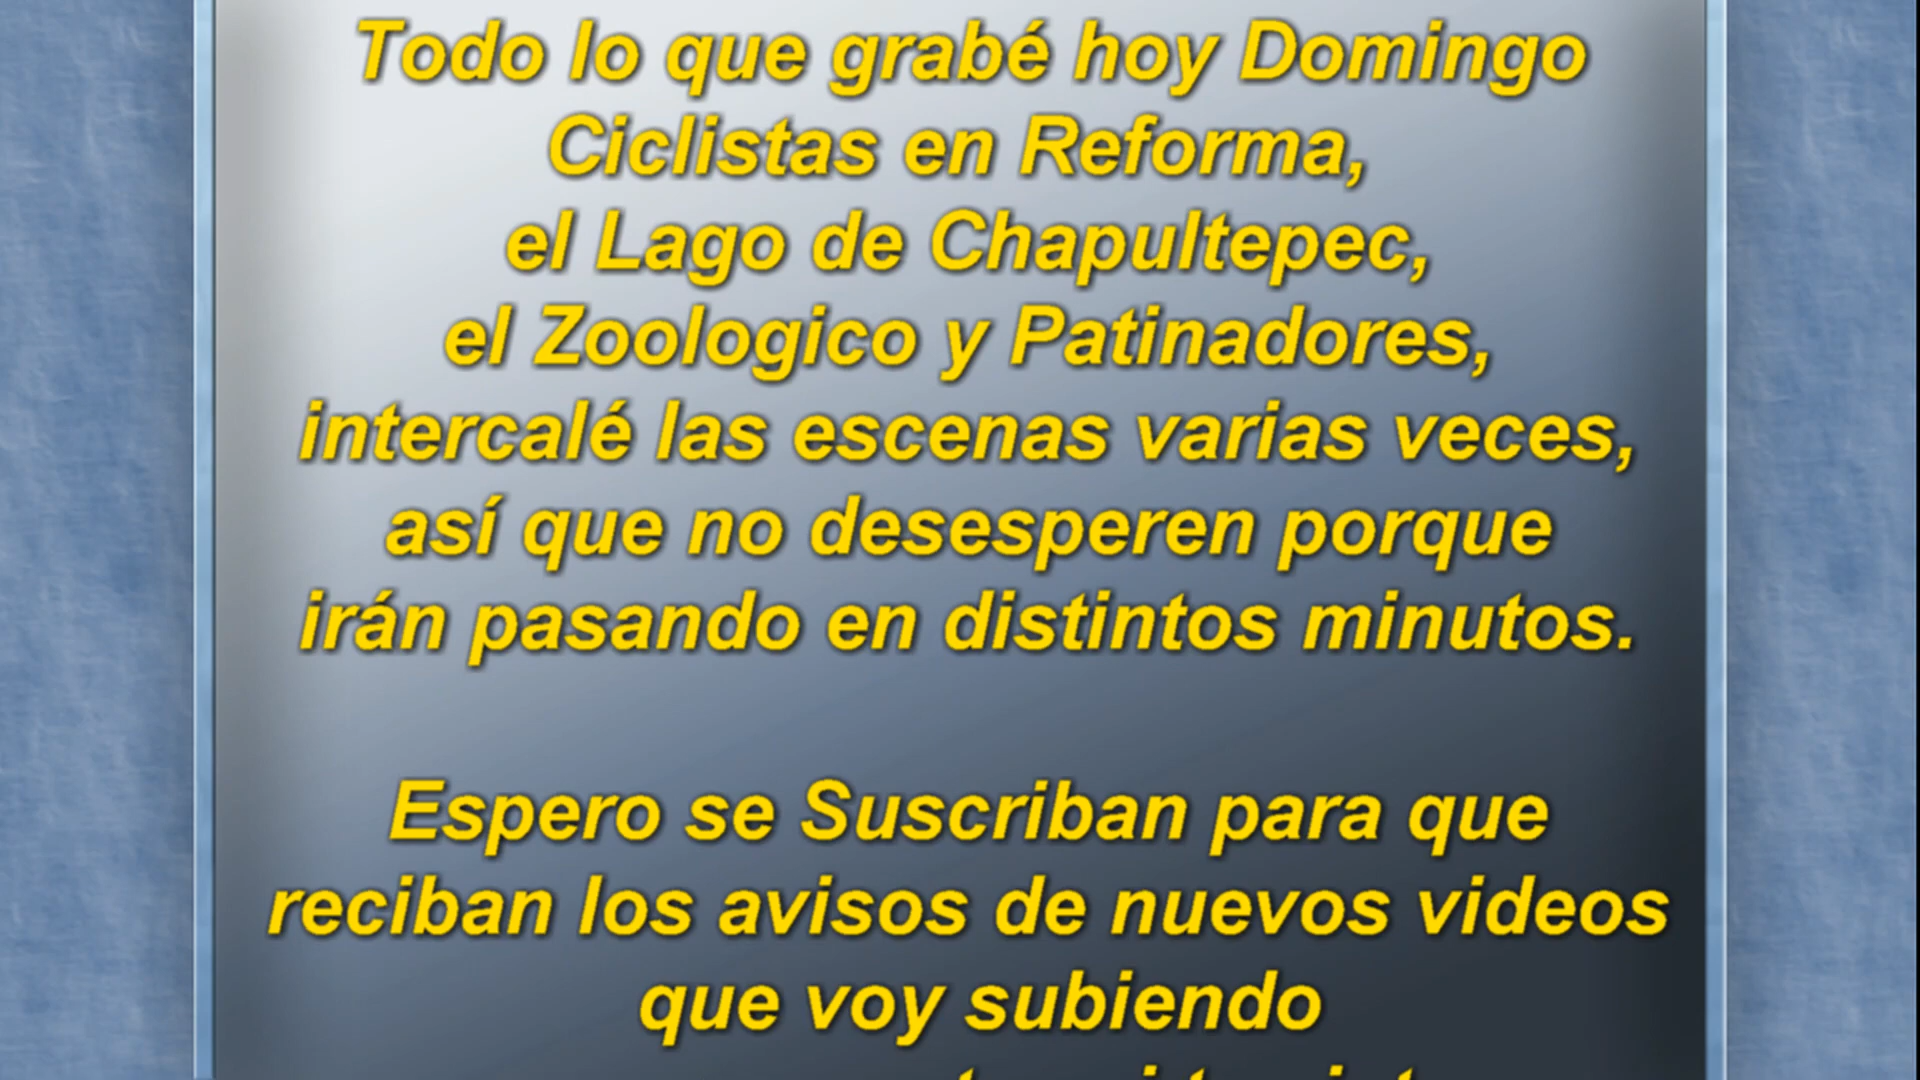 Todo lo que grabé hoy Domingo
Ciclistas en Reforma,
el Lago de Chapultepec,
el Zoologico y Patinadores,
intercalé las escenas varias veces,
así que no desesperen porque
irán pasando en distintos minutos.
Espero se Suscriban para que
reciban los avisos de nuevos videos
que voy subiendo